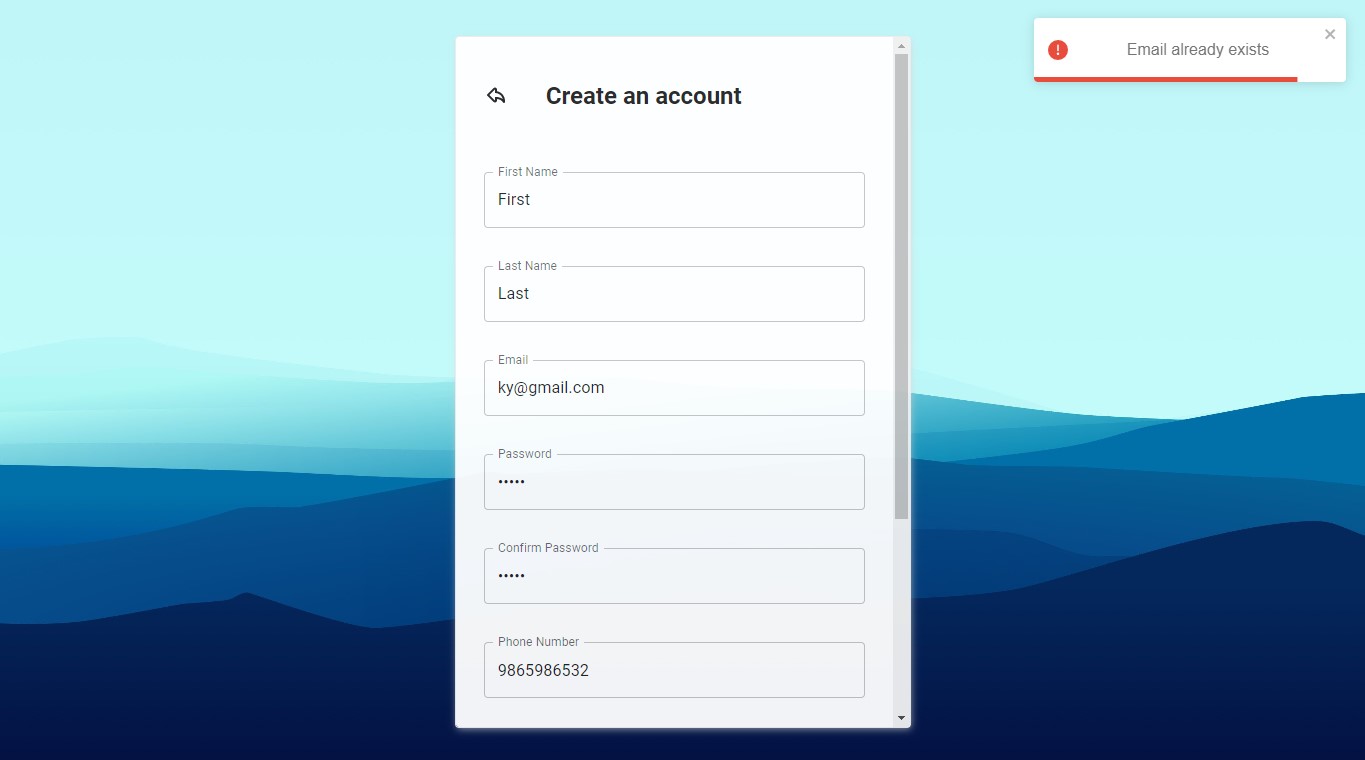 Email already exists
Create an account
First Name
First
Last Name
Last
Email
ky@gmail.com
Password
•••••
Confirm Password
•••••
Phone Number
9865986532